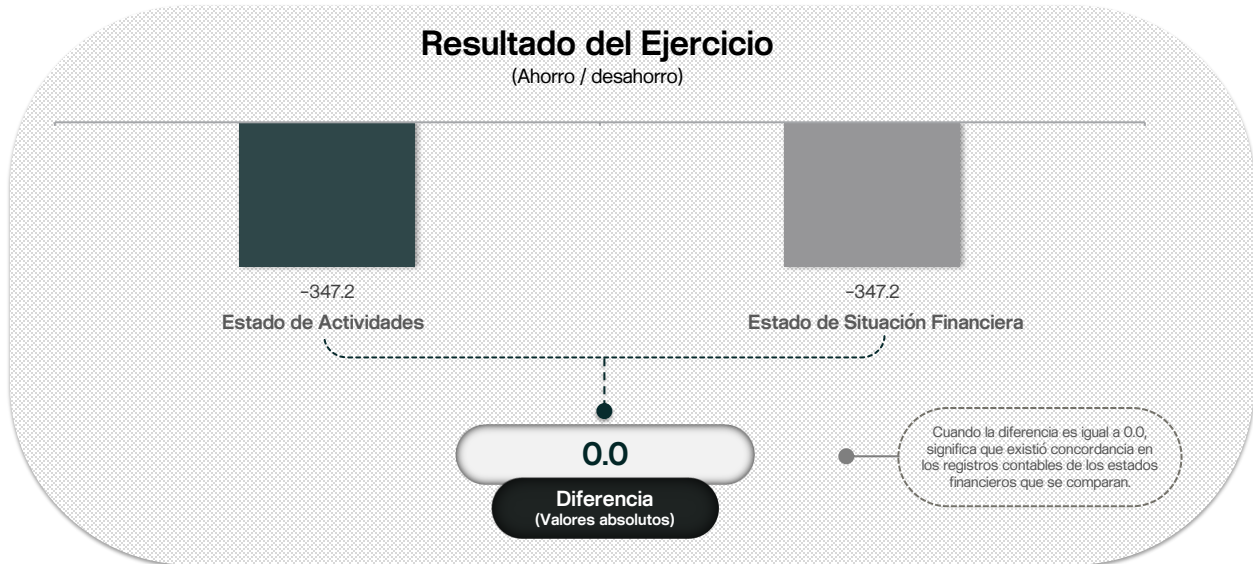 Resultado del Ejercicio
(Ahorro / desahorro)
-347.2
-347.2
Estado de Actividades
Estado de Situación Financiera
0.0
Diferencia
(Valores absolutos)
Cuando la diferencia es igual a 0.0,
significa que existió concordancia en
los registros contables de los estados
financieros que se comparan.